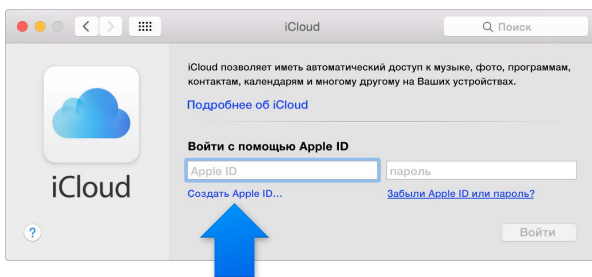 iCloud
Поиск
iCloud позволяет иметь автоматический доступ к музыке, фото, программам,
контактам, календарям и многому другому на Ваших устройствах.
Подробнее об iCloud
Войти с помощью Apple ID
Apple ID
пароль
Создать Apple ID...
Забыли Apple ID или пароль?
iCloud
?
Войти